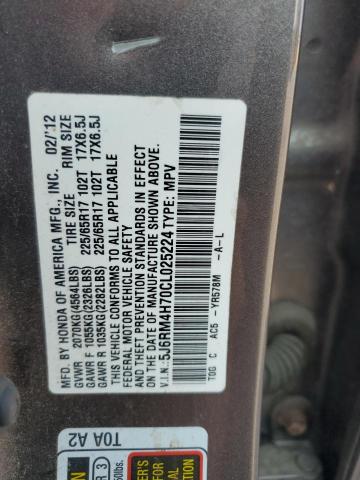 MFD. BY HONDA OF AMERICA MFG., INC. 02/'12
TIRE SIZE RIM SIZE
GVWR 2070KG(4564LBS)
GAWR F 1055KG(2326LBS) 225/65R17 102T 17X6.5J
GAWR R 1035KG(2282LBS) 225/65R17 102T 17X6.5J
THIS VEHICLE CONFORMS TO ALL APPLICABLE
FEDERAL MOTOR VEHICLE SAFETY
AND THEFT PREVENTION STANDARDS IN EFFECT
ON THE DATE OF MANUFACTURE SHOWN ABOVE.
V.I.N.: 5J6RM4H70CL025224 TYPE: MPV
T0G C AC5 -YR578M -A-L
T0A A2